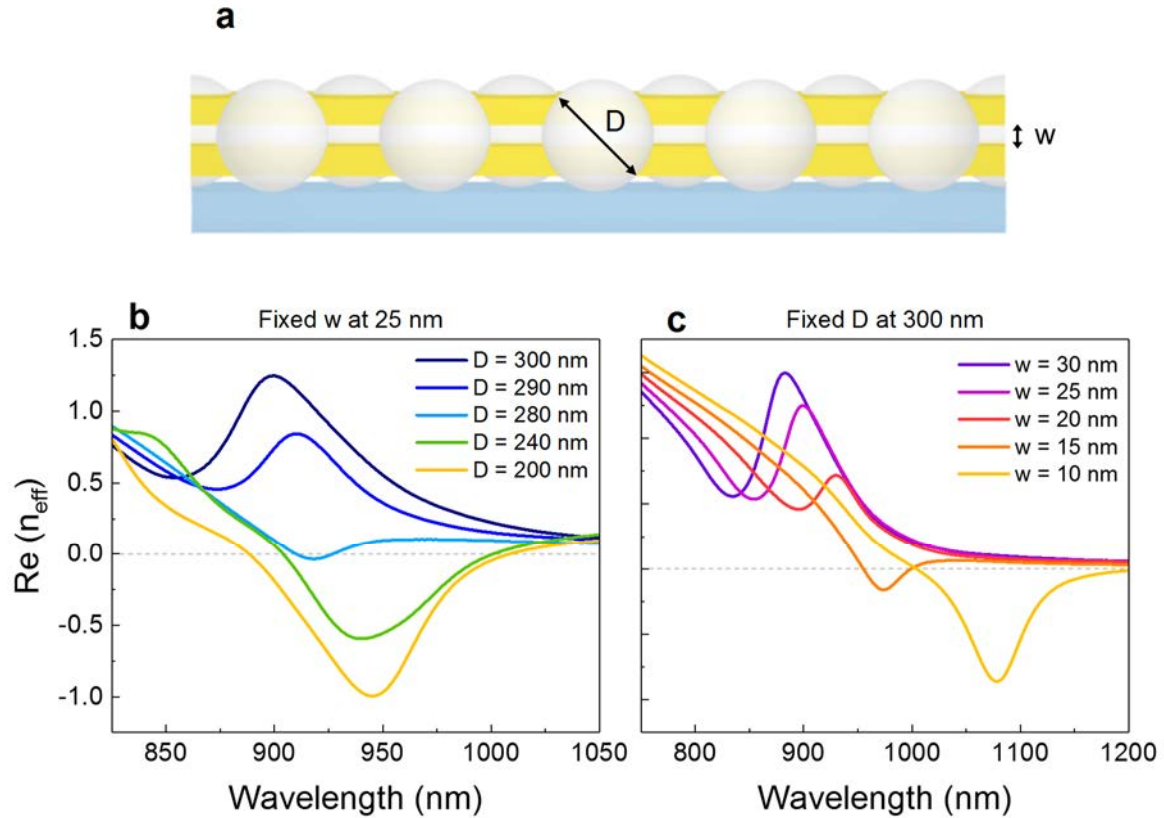 a
D
w
b
Fixed w at 25 nm
c
Fixed D at 300 nm
1.5
1.0
0.5
0.0
-0.5
-1.0
Re (n_eff)
D = 300 nm
D = 290 nm
D = 280 nm
D = 240 nm
D = 200 nm
w = 30 nm
w = 25 nm
w = 20 nm
w = 15 nm
w = 10 nm
850 900 950 1000 1050
800 900 1000 1100 1200
Wavelength (nm)
Wavelength (nm)